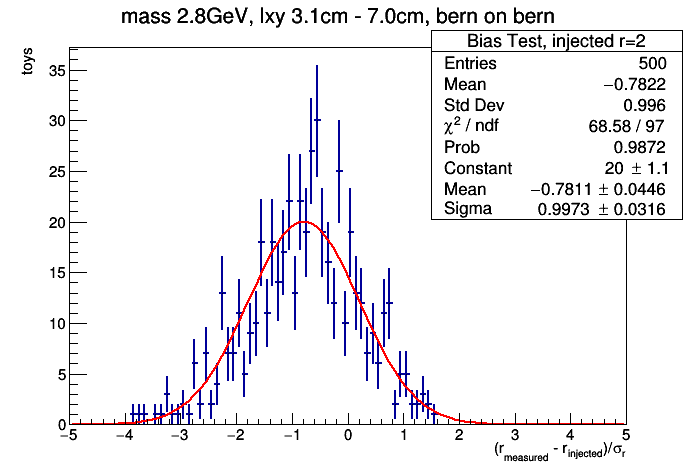 mass 2.8GeV, lxy 3.1cm - 7.0cm, bern on bern
Bias Test, injected r=2
Entries 500
Mean −0.7822
Std Dev 0.996
χ² / ndf 68.58 / 97
Prob 0.9872
Constant 20 ± 1.1
Mean −0.7811 ± 0.0446
Sigma 0.9973 ± 0.0316
toys
35
30
25
20
15
10
5
0
−5 −4 −3 −2 −1 0 1 2 3 4 5
(r_measured - r_injected)/σ_r